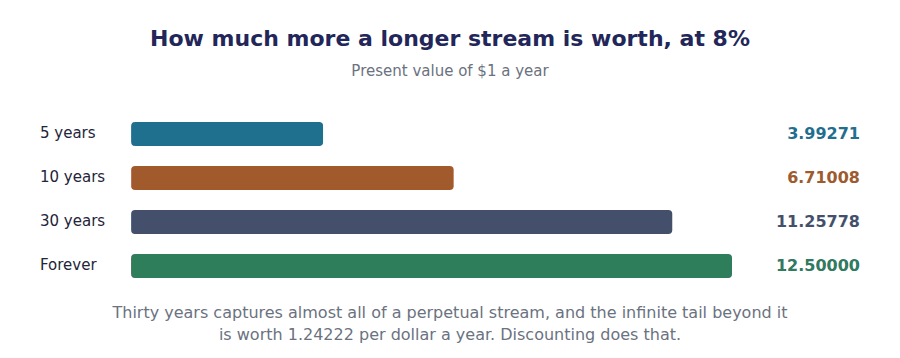 How much more a longer stream is worth, at 8%
Present value of $1 a year
5 years 3.99271
10 years 6.71008
30 years 11.25778
Forever 12.50000
Thirty years captures almost all of a perpetual stream, and the infinite tail beyond it
is worth 1.24222 per dollar a year. Discounting does that.